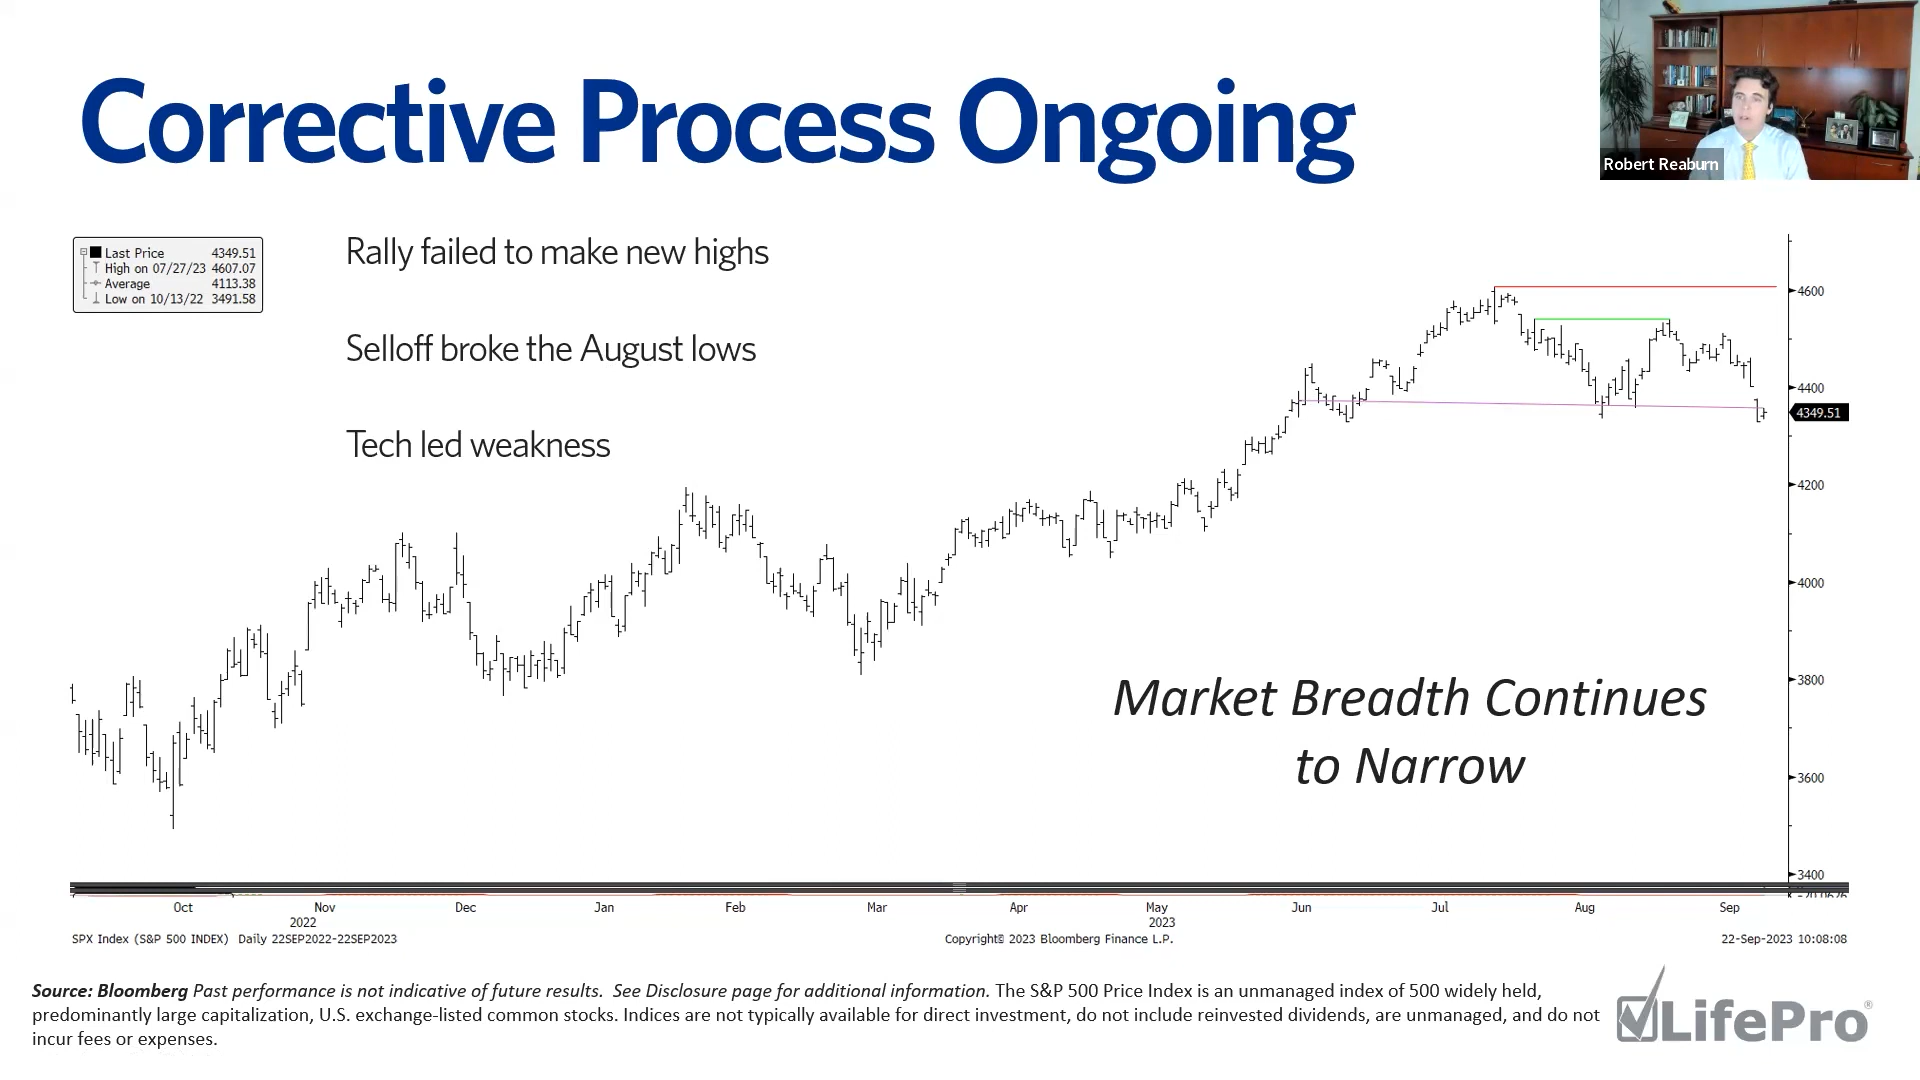 Corrective Process Ongoing
Robert Reaburn
Last Price 4349.51
High on 07/27/23 4607.07
Average 4113.38
Low on 10/13/22 3491.58
Rally failed to make new highs
Selloff broke the August lows
Tech led weakness
4600
4400
4349.51
4200
4000
3800
3600
3400
Market Breadth Continues
to Narrow
Oct Nov Dec Jan Feb Mar Apr May Jun Jul Aug Sep
2022 2023
SPX Index (S&P 500 INDEX) Daily 22SEP2022-22SEP2023
Copyright© 2023 Bloomberg Finance L.P.
22-Sep-2023 10:08:08
Source: Bloomberg Past performance is not indicative of future results. See Disclosure page for additional information. The S&P 500 Price Index is an unmanaged index of 500 widely held,
predominantly large capitalization, U.S. exchange-listed common stocks. Indices are not typically available for direct investment, do not include reinvested dividends, are unmanaged, and do not
incur fees or expenses.
LifePro®